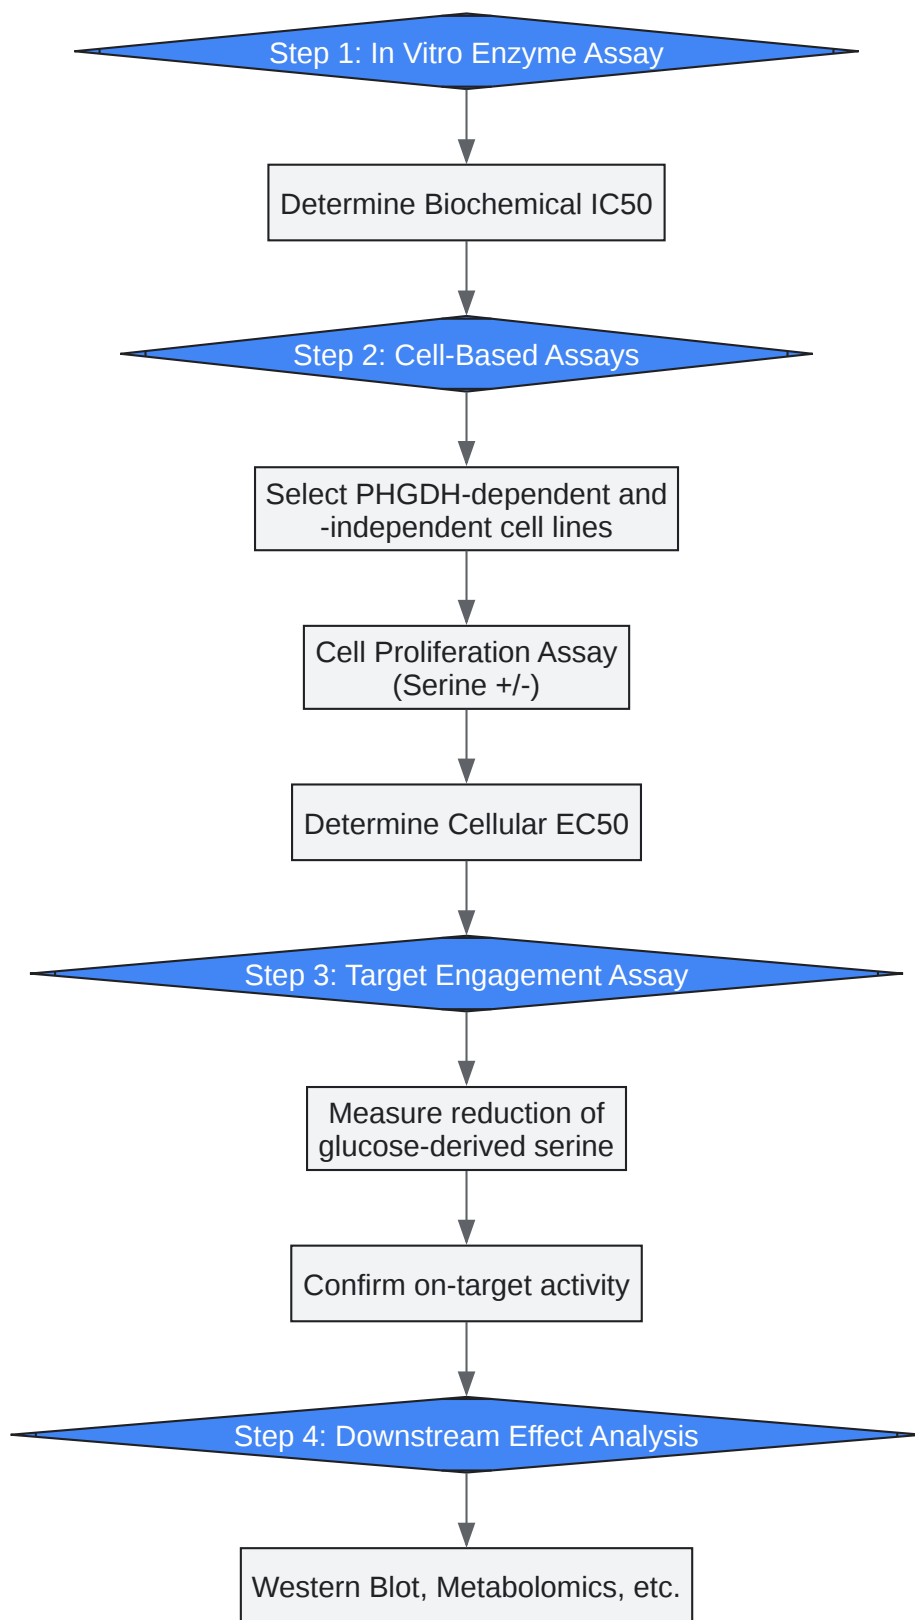 Step 1: In Vitro Enzyme Assay
Determine Biochemical IC50
Step 2: Cell-Based Assays
Select PHGDH-dependent and
-independent cell lines
Cell Proliferation Assay
(Serine +/-)
Determine Cellular EC50
Step 3: Target Engagement Assay
Measure reduction of
glucose-derived serine
Confirm on-target activity
Step 4: Downstream Effect Analysis
Western Blot, Metabolomics, etc.